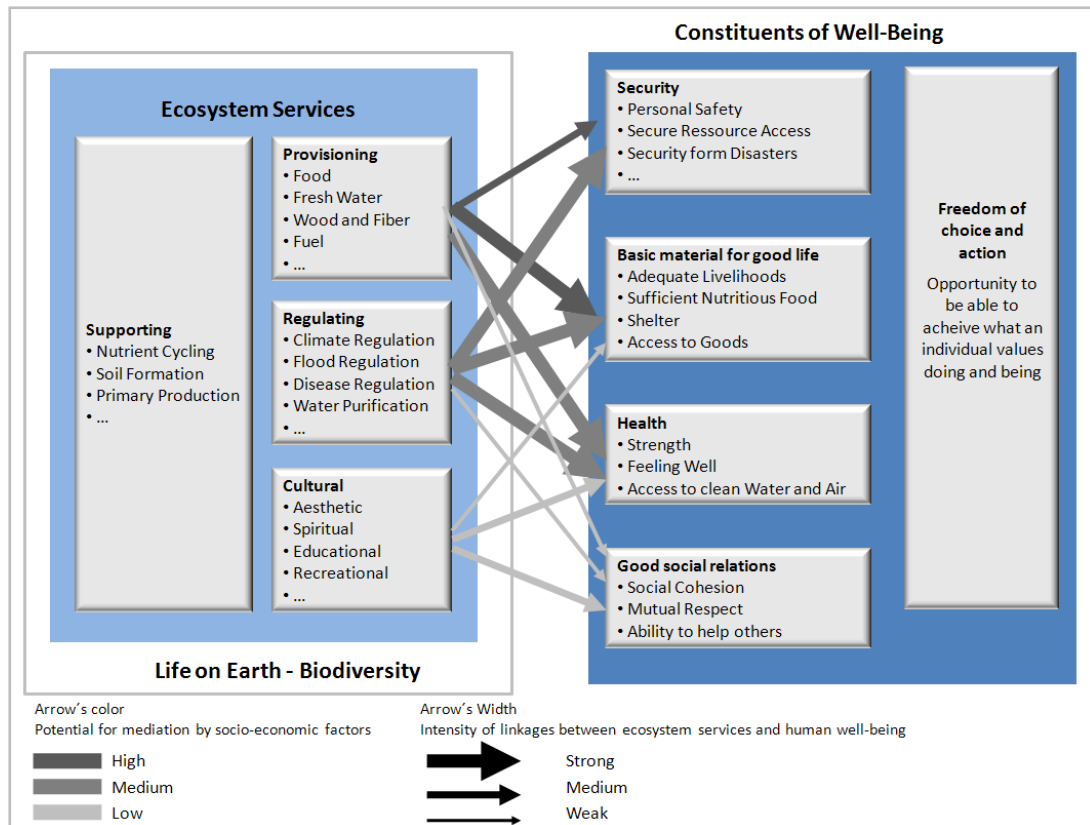 Constituents of Well-Being
Ecosystem Services
Supporting
• Nutrient Cycling
• Soil Formation
• Primary Production
• ...
Provisioning
• Food
• Fresh Water
• Wood and Fiber
• Fuel
• ...
Regulating
• Climate Regulation
• Flood Regulation
• Disease Regulation
• Water Purification
• ...
Cultural
• Aesthetic
• Spiritual
• Educational
• Recreational
• ...
Life on Earth - Biodiversity
Security
• Personal Safety
• Secure Ressource Access
• Security form Disasters
• ...
Basic material for good life
• Adequate Livelihoods
• Sufficient Nutritious Food
• Shelter
• Access to Goods
Health
• Strength
• Feeling Well
• Access to clean Water and Air
Good social relations
• Social Cohesion
• Mutual Respect
• Ability to help others
Freedom of
choice and
action
Opportunity to
be able to
acheive what an
individual values
doing and being
Arrow´s color
Potential for mediation by socio-economic factors
High
Medium
Low
Arrow´s Width
Intensity of linkages between ecosystem services and human well-being
Strong
Medium
Weak